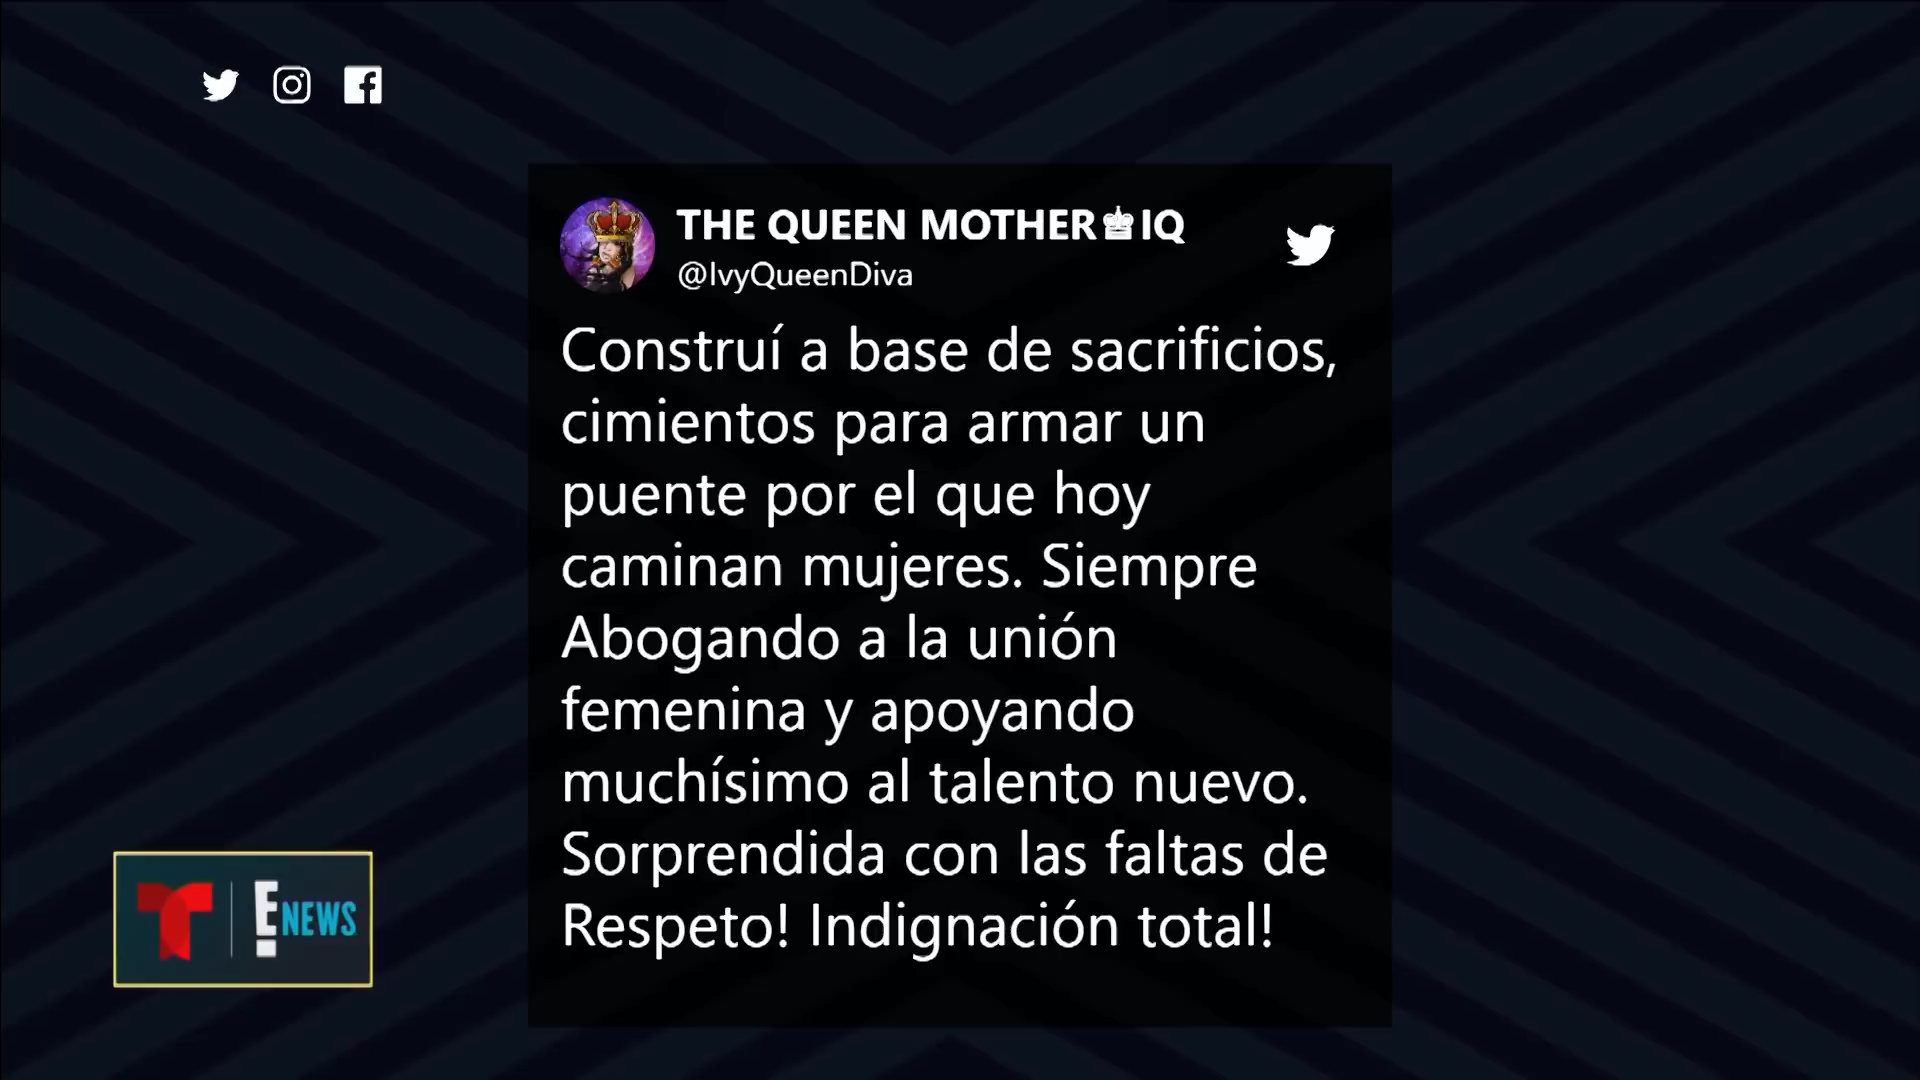 THE QUEEN MOTHER♚IQ
@IvyQueenDiva
Construí a base de sacrificios,
cimientos para armar un
puente por el que hoy
caminan mujeres. Siempre
Abogando a la unión
femenina y apoyando
muchísimo al talento nuevo.
Sorprendida con las faltas de
Respeto! Indignación total!
E! NEWS